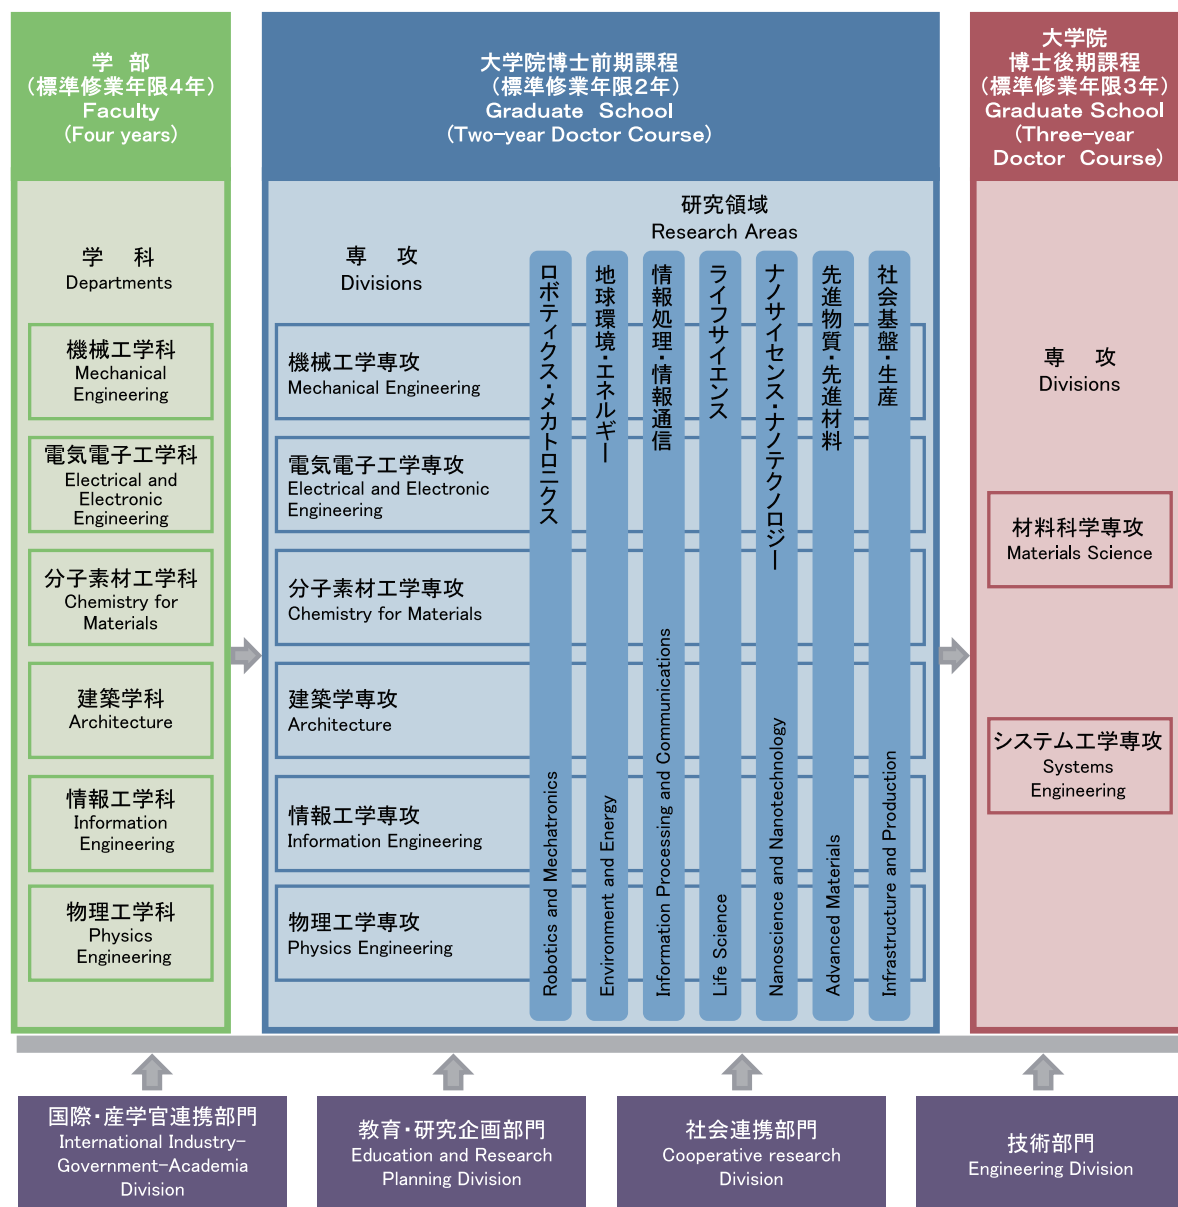 学 部
（標準修業年限4年）
Faculty
(Four years)
学 科
Departments
機械工学科
Mechanical
Engineering
電気電子工学科
Electrical and
Electronic
Engineering
分子素材工学科
Chemistry for
Materials
建築学科
Architecture
情報工学科
Information
Engineering
物理工学科
Physics
Engineering
大学院博士前期課程
（標準修業年限2年）
Graduate School
(Two-year Doctor Course)
専 攻
Divisions
機械工学専攻
Mechanical Engineering
電気電子工学専攻
Electrical and Electronic
Engineering
分子素材工学専攻
Chemistry for Materials
建築学専攻
Architecture
情報工学専攻
Information Engineering
物理工学専攻
Physics Engineering
研究領域
Research Areas
ロボティクス・メカトロニクス
Robotics and Mechatronics
地球環境・エネルギー
Environment and Energy
情報処理・情報通信
Information Processing and Communications
ライフサイエンス
Life Science
ナノサイセンス・ナノテクノロジー
Nanoscience and Nanotechnology
先進物質・先進材料
Advanced Materials
社会基盤・生産
Infrastructure and Production
大学院
博士後期課程
（標準修業年限3年）
Graduate School
(Three-year
Doctor Course)
専 攻
Divisions
材料科学専攻
Materials Science
システム工学専攻
Systems
Engineering
国際・産学官連携部門
International Industry-
Government-Academia
Division
教育・研究企画部門
Education and Research
Planning Division
社会連携部門
Cooperative research
Division
技術部門
Engineering Division